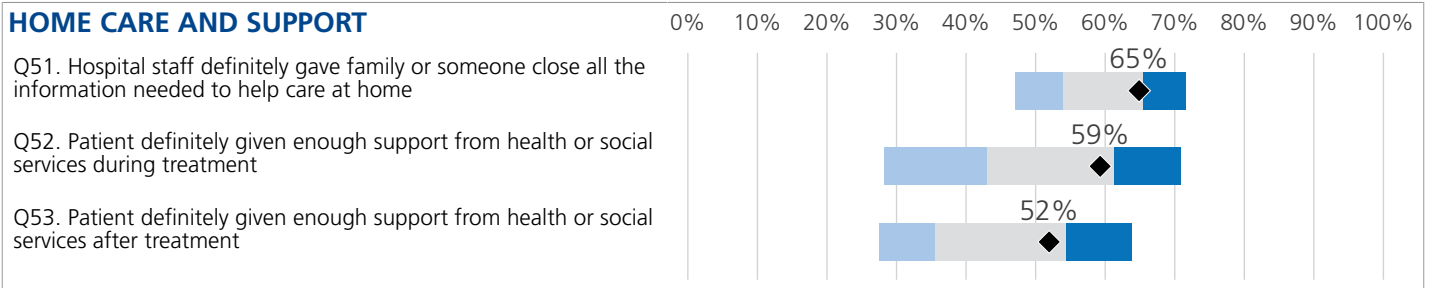 HOME CARE AND SUPPORT
0% 10% 20% 30% 40% 50% 60% 70% 80% 90% 100%
Q51. Hospital staff definitely gave family or someone close all the
information needed to help care at home
65%
Q52. Patient definitely given enough support from health or social
services during treatment
59%
Q53. Patient definitely given enough support from health or social
services after treatment
52%